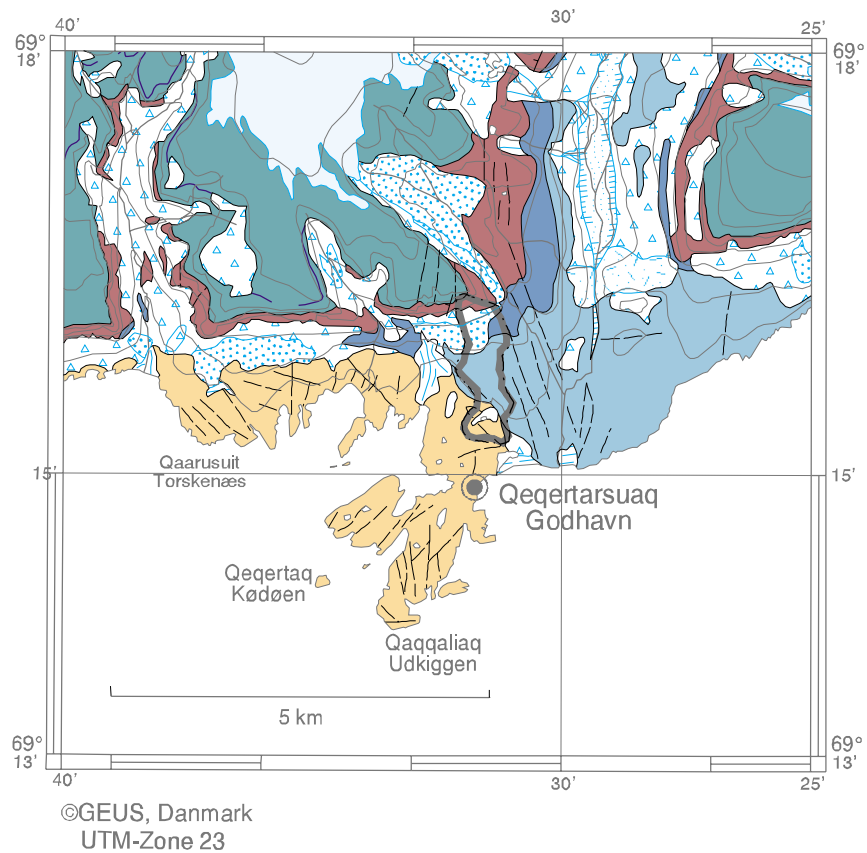 40' 30' 25'
69° 69°
18' 18'
Qaarusuit
Torskenæs
15' 15'
Qeqertarsuaq
Godhavn
Qeqertaq
Kødøen
Qaqqaliaq
Udkiggen
5 km
69° 69°
13' 13'
40' 30' 25'
©GEUS, Danmark
UTM-Zone 23